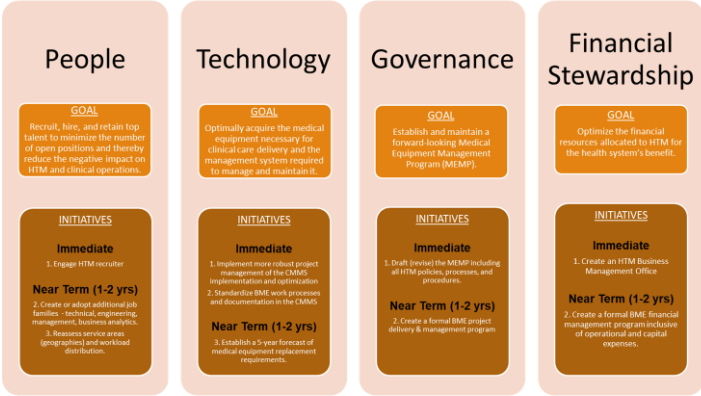 People
GOAL
Recruit, hire, and retain top
talent to minimize the number
of open positions and thereby
reduce the negative impact on
HTM and clinical operations.
INITIATIVES
Immediate
1. Engage HTM recruiter
Near Term (1-2 yrs)
2. Create or adopt additional job
families - technical, engineering,
management, business analytics.
3. Reassess service areas
(geographies) and workload
distribution.
Technology
GOAL
Optimally acquire the medical
equipment necessary for
clinical care delivery and the
management system required
to manage and maintain it.
INITIATIVES
Immediate
1. Implement more robust project
management of the CMMS
implementation and optimization
2. Standardize BME work processes
and documentation in the CMMS
Near Term (1-2 yrs)
3. Establish a 5-year forecast of
medical equipment replacement
requirements.
Governance
GOAL
Establish and maintain a
forward-looking Medical
Equipment Management
Program (MEMP).
INITIATIVES
Immediate
1. Draft (revise) the MEMP including
all HTM policies, processes, and
procedures.
Near Term (1-2 yrs)
2. Create a formal BME project
delivery & management program
Financial
Stewardship
GOAL
Optimize the financial
resources allocated to HTM for
the health system's benefit.
INITIATIVES
Immediate
1. Create an HTM Business
Management Office
Near Term (1-2 yrs)
2. Create a formal BME financial
management program inclusive
of operational and capital
expenses.